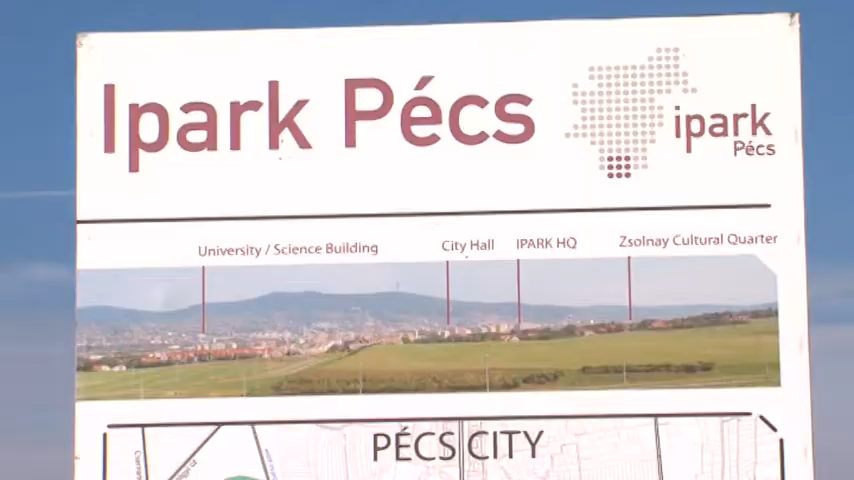 Ipark Pécs
ipark
Pécs
University / Science Building
City Hall
IPARK HQ
Zsolnay Cultural Quarter
PÉCS CITY